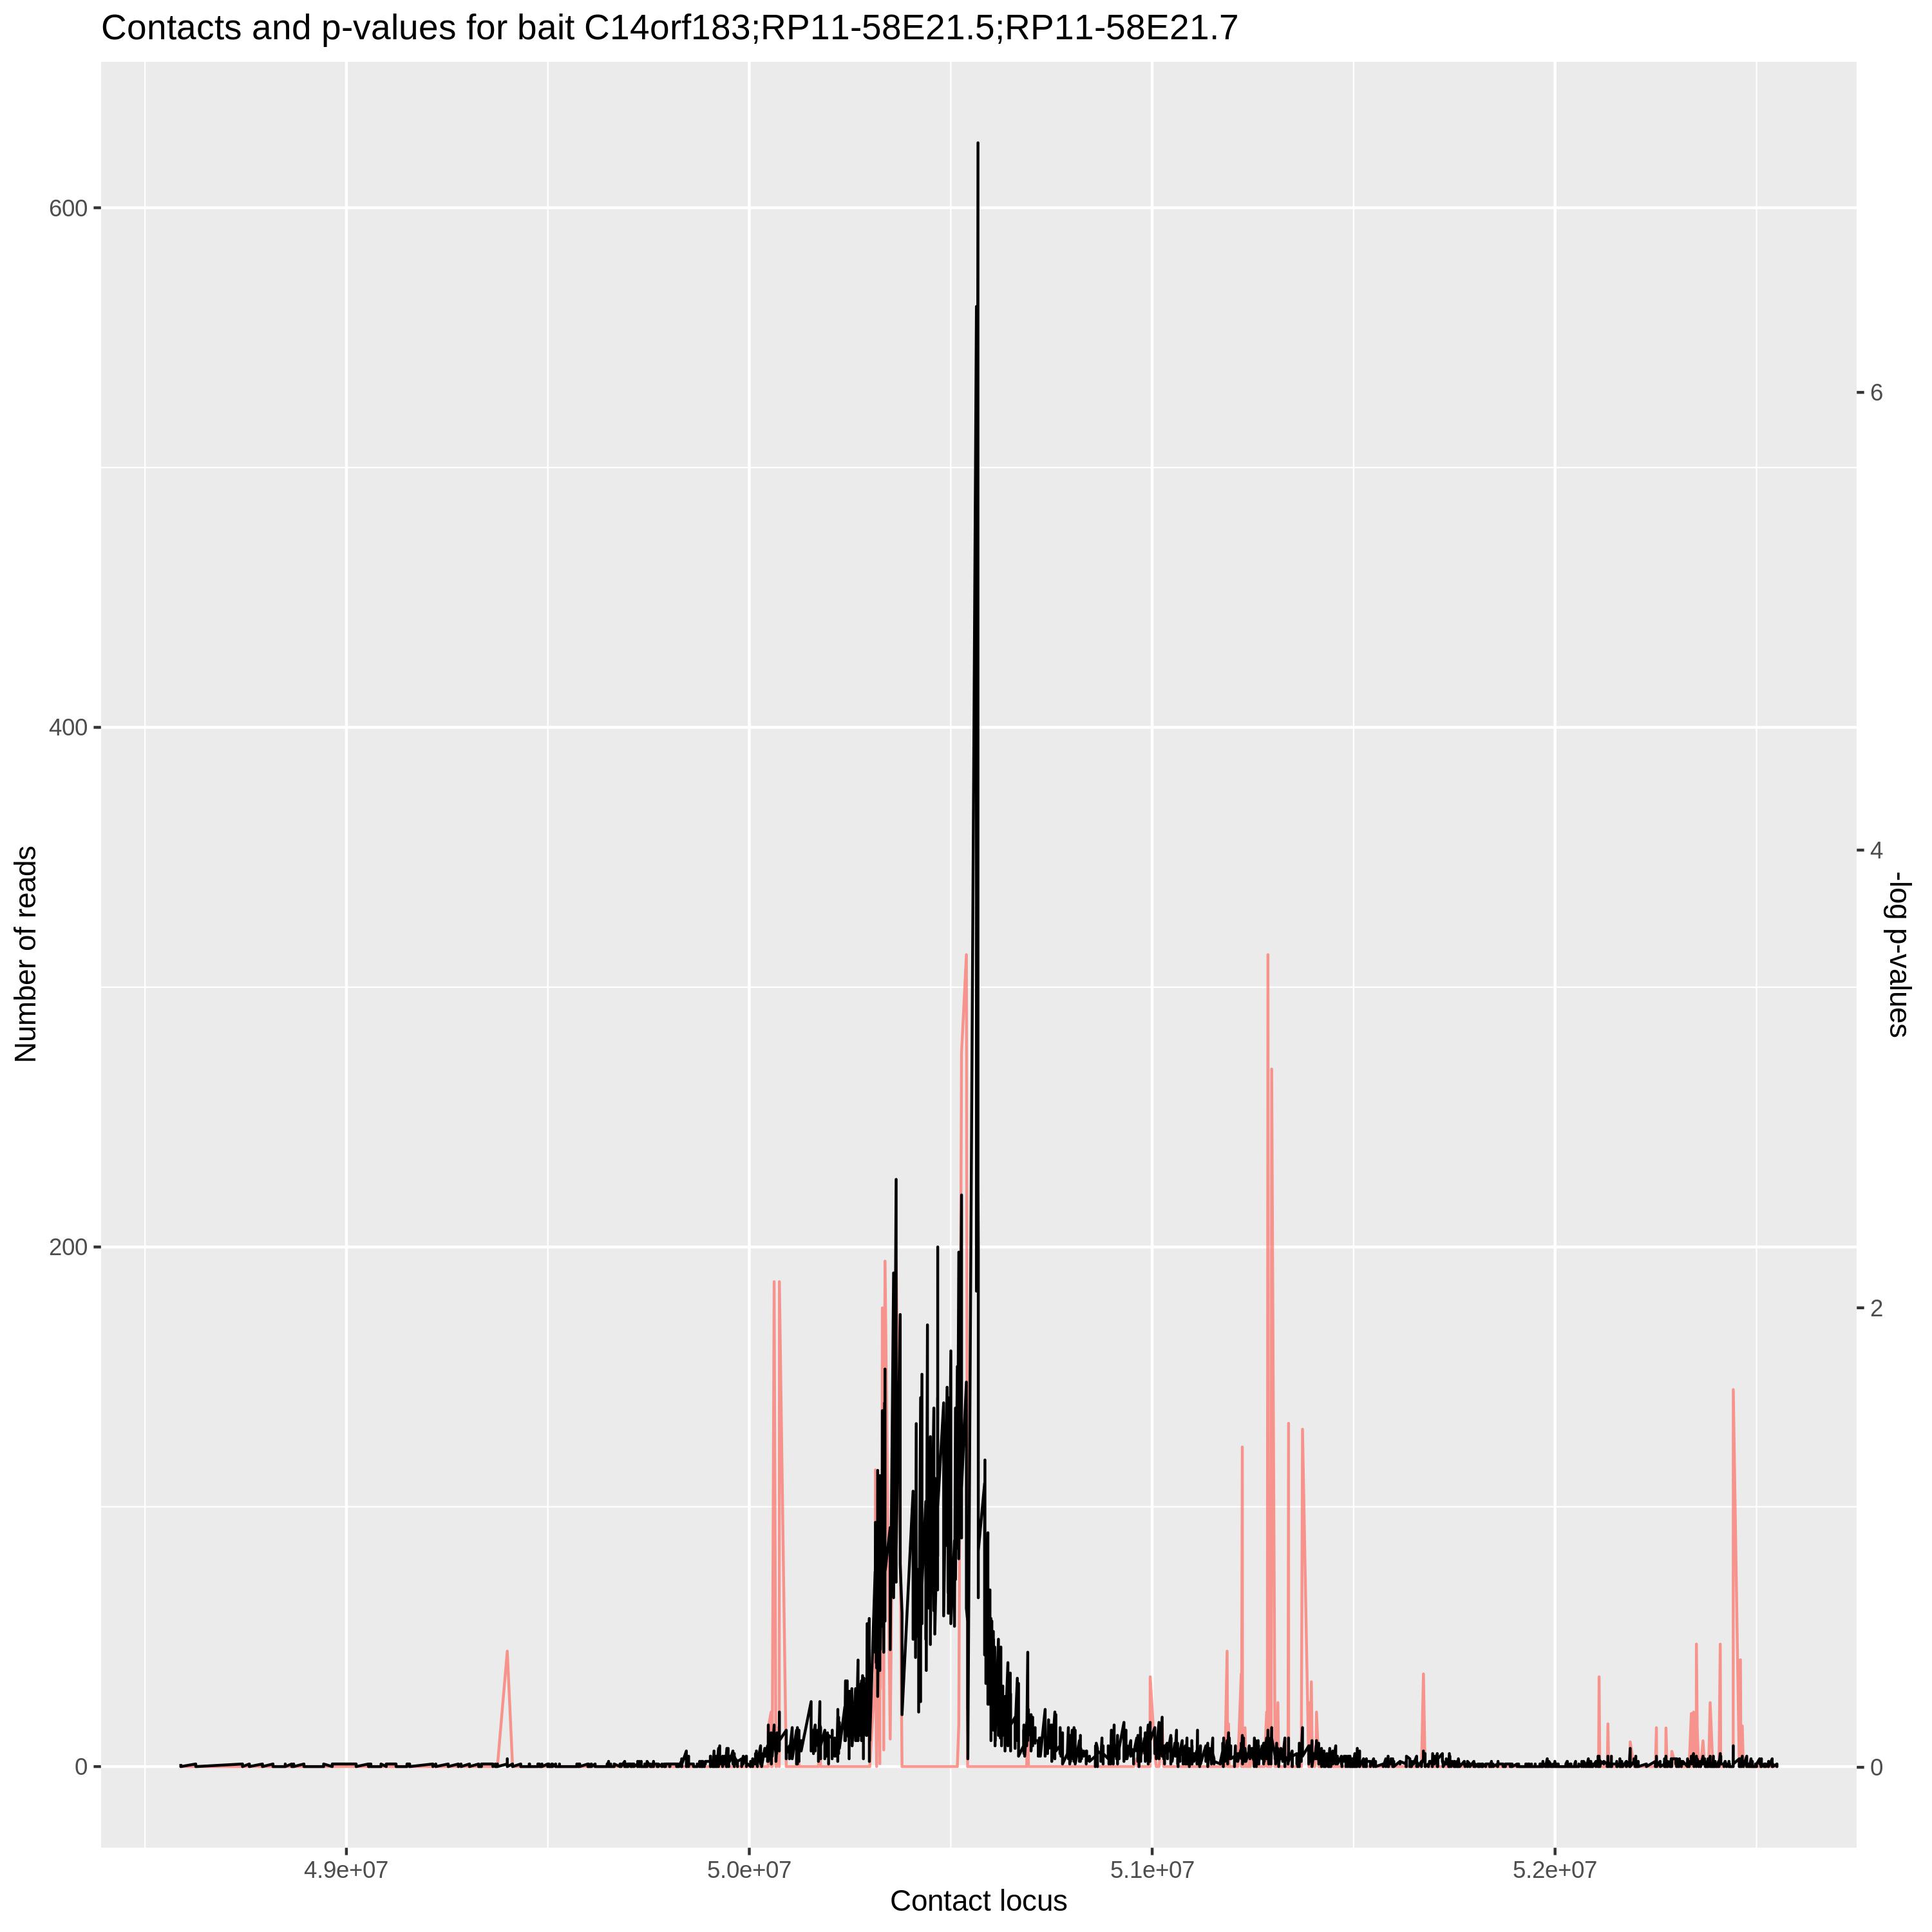 Contacts and p-values for bait C14orf183;RP11-58E21.5;RP11-58E21.7
600
400
200
0
Number of reads
6
4
2
0
-log p-values
4.9e+07
5.0e+07
5.1e+07
5.2e+07
Contact locus